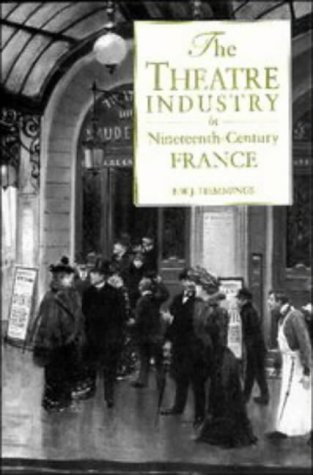 The
THEATRE
INDUSTRY
in
Nineteenth-Century
FRANCE
F.W.J. HEMMINGS